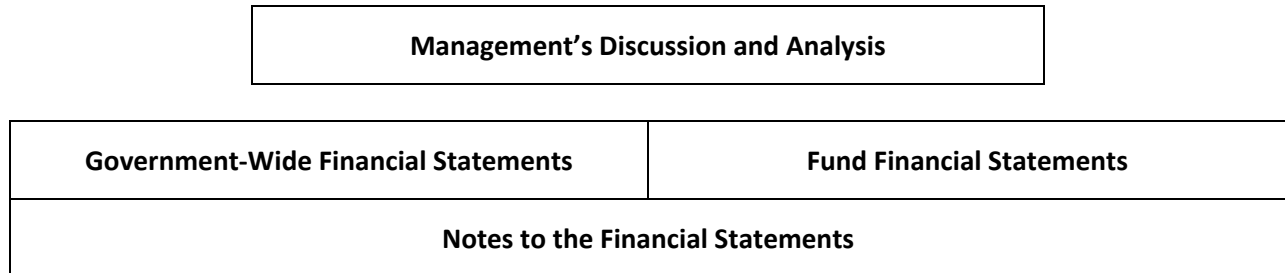 Management’s Discussion and Analysis
Government-Wide Financial Statements
Fund Financial Statements
Notes to the Financial Statements